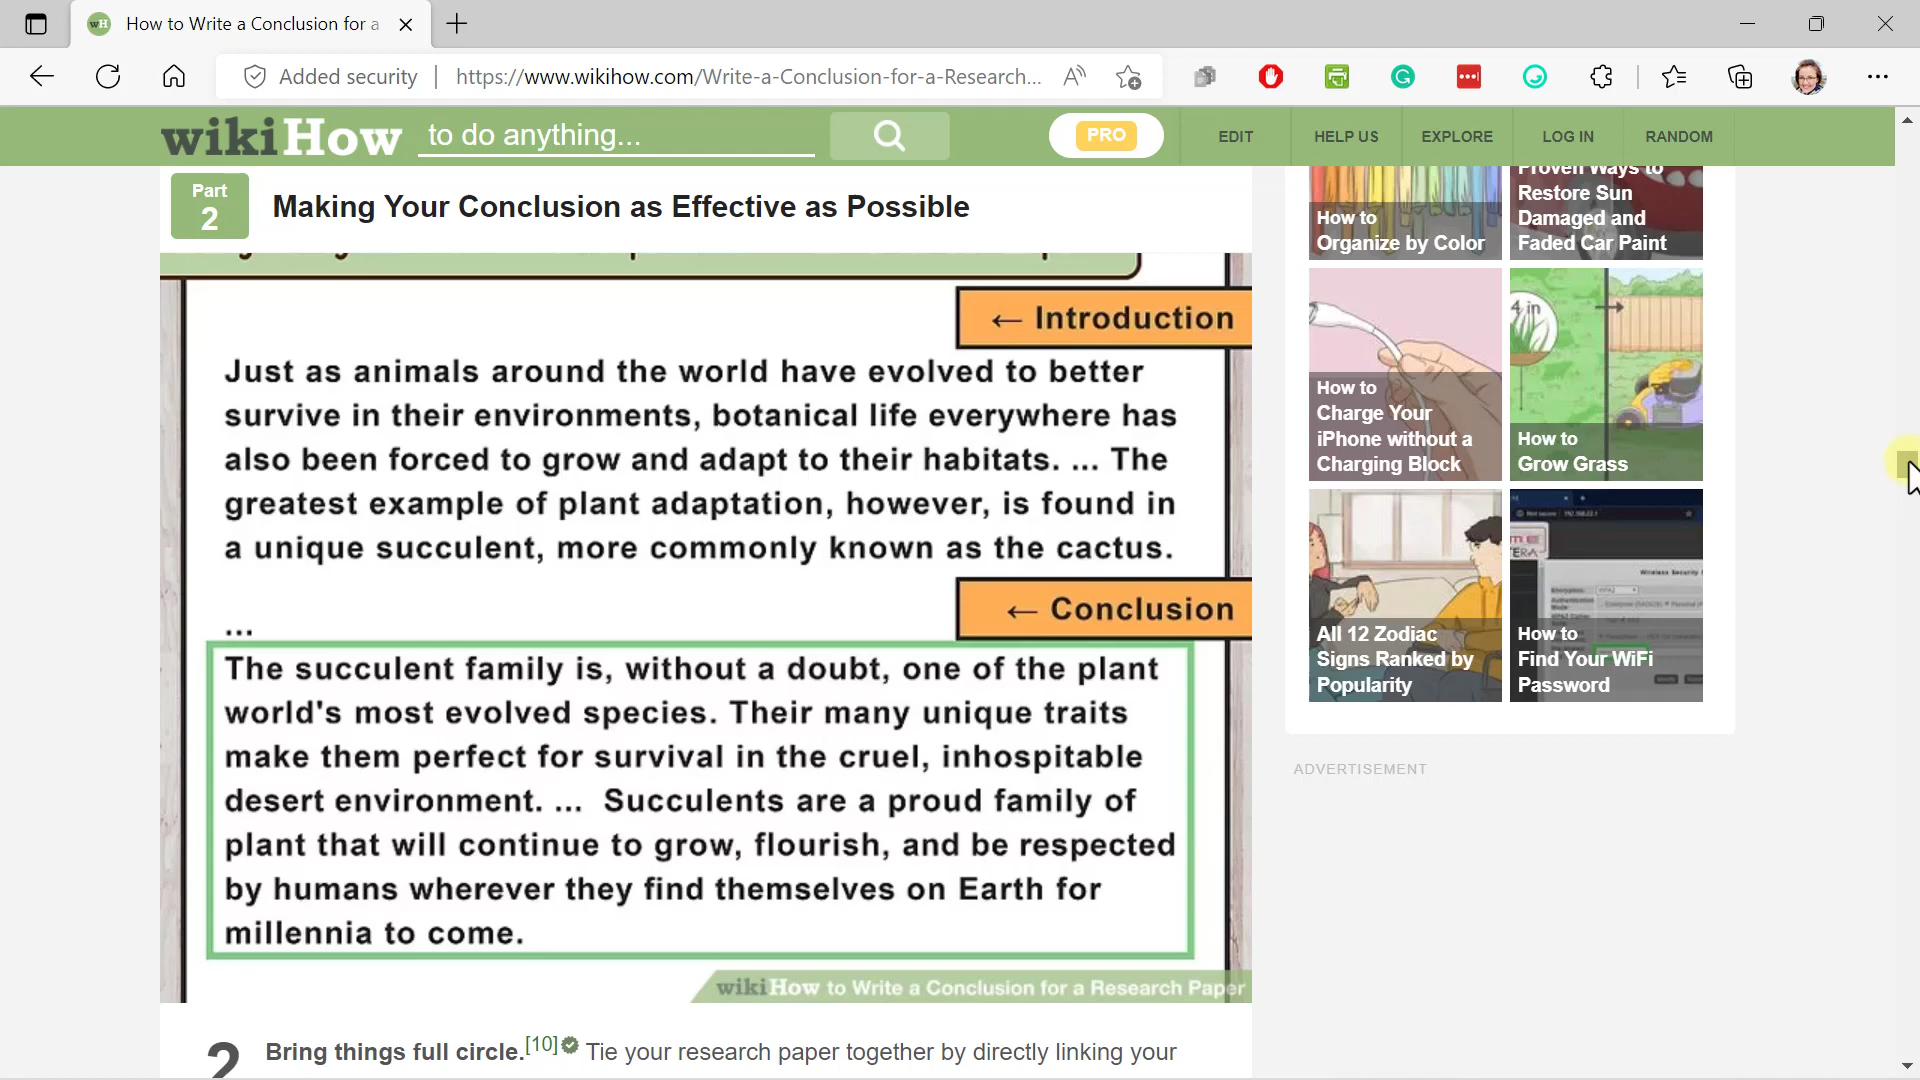 How to Write a Conclusion for a
Added security
https://www.wikihow.com/Write-a-Conclusion-for-a-Research...
wikiHow
to do anything...
PRO
EDIT
HELP US
EXPLORE
LOG IN
RANDOM
Part
2
Making Your Conclusion as Effective as Possible
← Introduction
Just as animals around the world have evolved to better
survive in their environments, botanical life everywhere has
also been forced to grow and adapt to their habitats. ... The
greatest example of plant adaptation, however, is found in
a unique succulent, more commonly known as the cactus.
← Conclusion
...
The succulent family is, without a doubt, one of the plant
world's most evolved species. Their many unique traits
make them perfect for survival in the cruel, inhospitable
desert environment. ... Succulents are a proud family of
plant that will continue to grow, flourish, and be respected
by humans wherever they find themselves on Earth for
millennia to come.
wikiHow to Write a Conclusion for a Research Paper
2
Bring things full circle.[10] Tie your research paper together by directly linking your
How to
Organize by Color
Proven Ways to
Restore Sun
Damaged and
Faded Car Paint
How to
Charge Your
iPhone without a
Charging Block
4 in
How to
Grow Grass
All 12 Zodiac
Signs Ranked by
Popularity
How to
Find Your WiFi
Password
ADVERTISEMENT